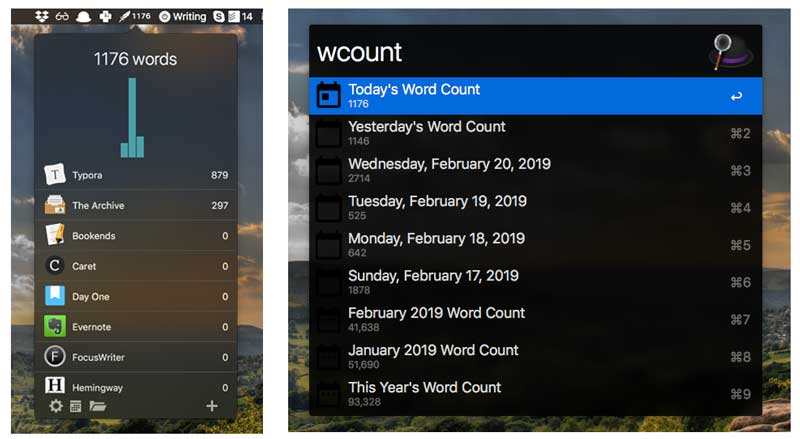 1176 Writing 14
1176 words
T Typora 879
The Archive 297
Bookends 0
C Caret 0
Day One 0
Evernote 0
F FocusWriter 0
H Hemingway 0
wcount
Today's Word Count
1176
Yesterday's Word Count ⌘2
1146
Wednesday, February 20, 2019 ⌘3
2714
Tuesday, February 19, 2019 ⌘4
525
Monday, February 18, 2019 ⌘5
642
Sunday, February 17, 2019 ⌘6
1878
February 2019 Word Count ⌘7
41,638
January 2019 Word Count ⌘8
51,690
This Year's Word Count ⌘9
93,328